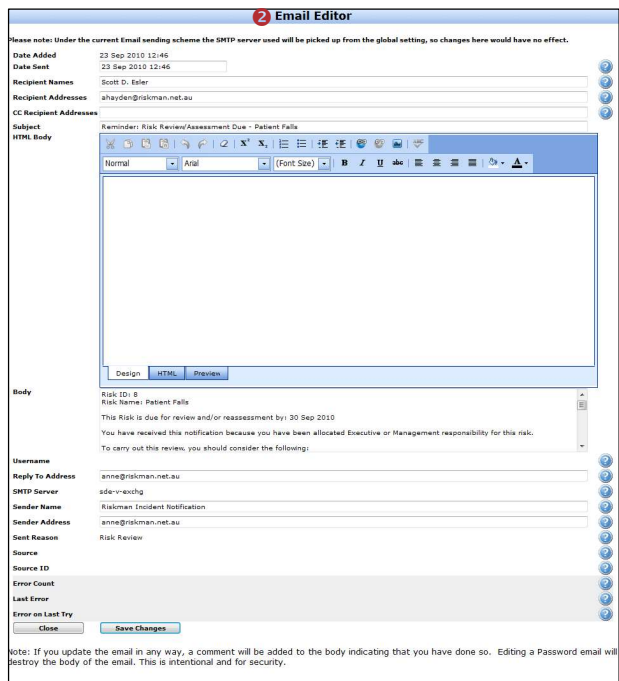 2 Email Editor
Please note: Under the current Email sending scheme the SMTP server used will be picked up from the global setting, so changes here would have no effect.
Date Added 23 Sep 2010 12:46
Date Sent 23 Sep 2010 12:46
Recipient Names Scott D. Esler
Recipient Addresses ahayden@riskman.net.au
CC Recipient Addresses
Subject Reminder: Risk Review/Assessment Due - Patient Falls
HTML Body
Normal Arial (Font Size) B I U abc A
Design HTML Preview
Body Risk ID: 8
Risk Name: Patient Falls
This Risk is due for review and/or reassessment by: 30 Sep 2010
You have received this notification because you have been allocated Executive or Management responsibility for this risk.
To carry out this review, you should consider the following:
Username
Reply To Address anne@riskman.net.au
SMTP Server sde-v-exchg
Sender Name Riskman Incident Notification
Sender Address anne@riskman.net.au
Sent Reason Risk Review
Source
Source ID
Error Count
Last Error
Error on Last Try
Close Save Changes
Note: If you update the email in any way, a comment will be added to the body indicating that you have done so. Editing a Password email will
destroy the body of the email. This is intentional and for security.